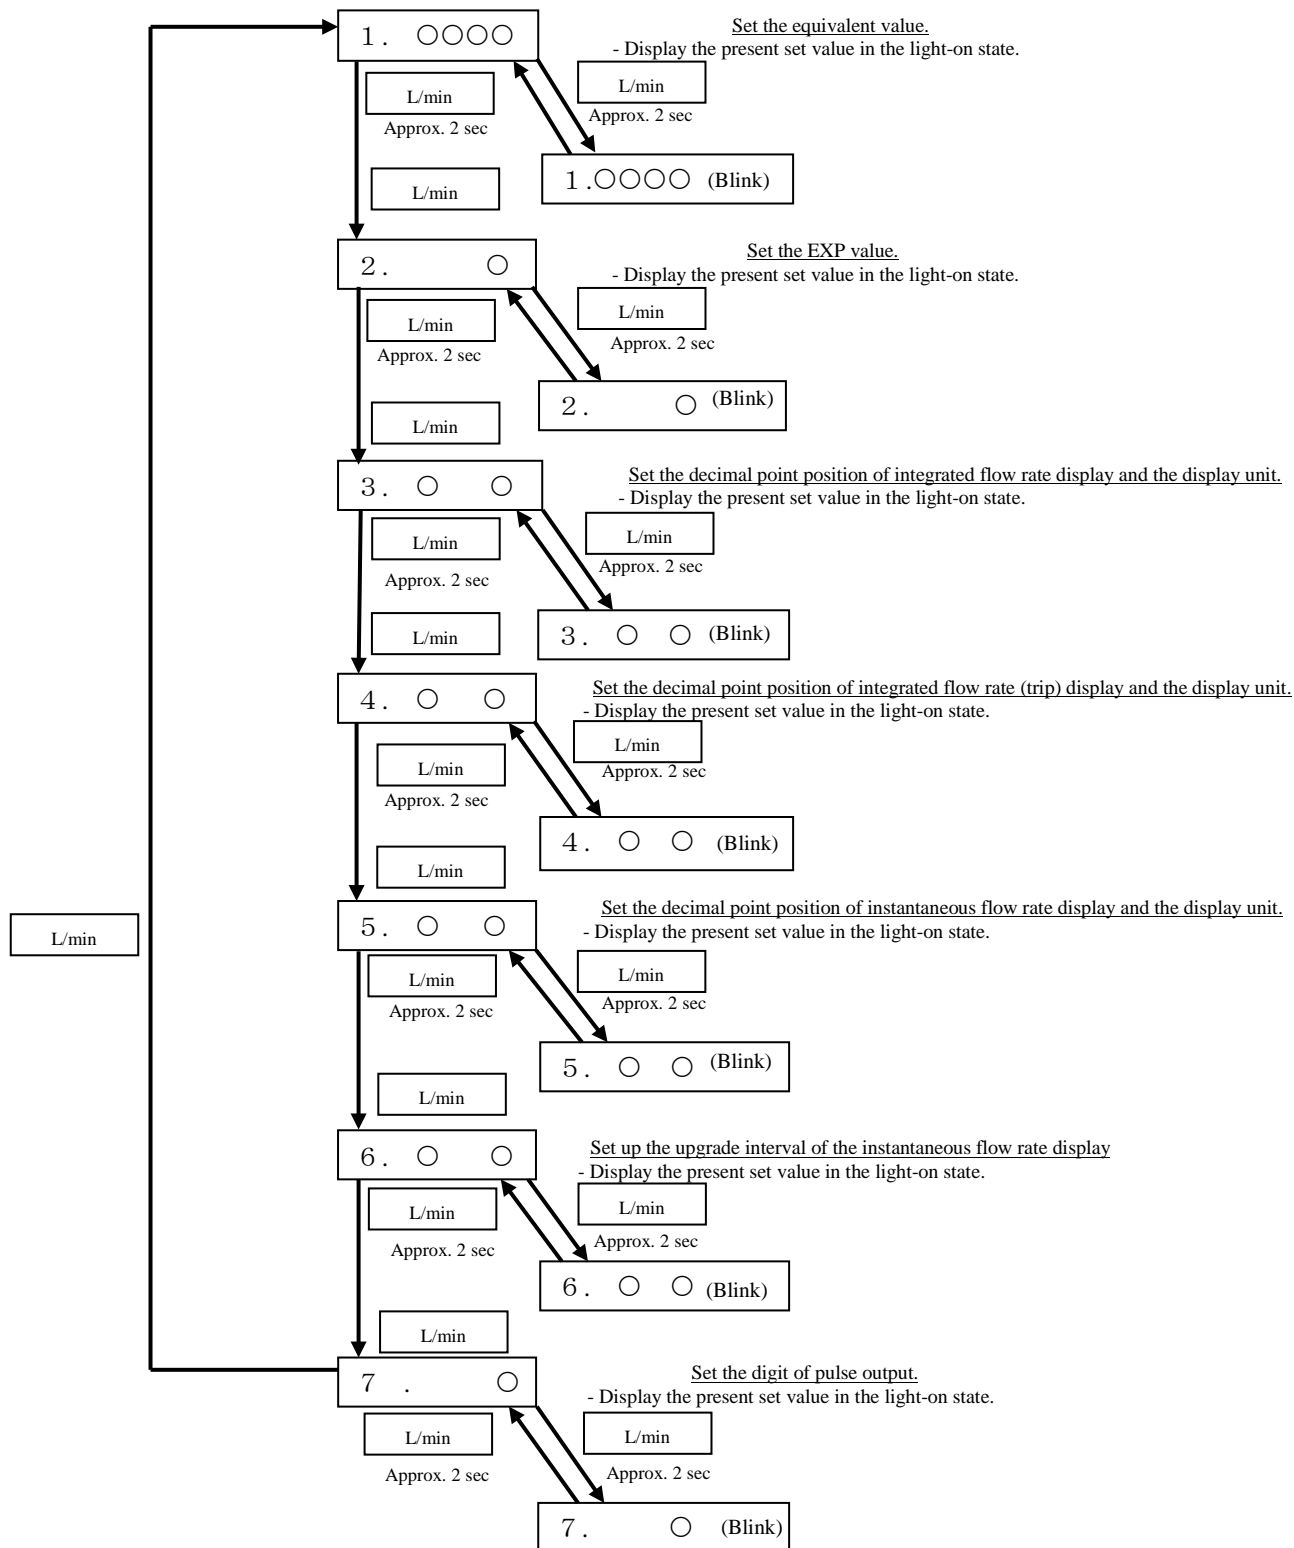 1. ○○○○
Set the equivalent value.
- Display the present set value in the light-on state.
L/min
Approx. 2 sec
L/min
Approx. 2 sec
L/min
1.○○○○ (Blink)
2. ○
Set the EXP value.
- Display the present set value in the light-on state.
L/min
Approx. 2 sec
L/min
Approx. 2 sec
L/min
2. ○ (Blink)
3. ○ ○
Set the decimal point position of integrated flow rate display and the display unit.
- Display the present set value in the light-on state.
L/min
Approx. 2 sec
L/min
Approx. 2 sec
L/min
3. ○ ○ (Blink)
4. ○ ○
Set the decimal point position of integrated flow rate (trip) display and the display unit.
- Display the present set value in the light-on state.
L/min
Approx. 2 sec
L/min
Approx. 2 sec
L/min
4. ○ ○ (Blink)
L/min
5. ○ ○
Set the decimal point position of instantaneous flow rate display and the display unit.
- Display the present set value in the light-on state.
L/min
Approx. 2 sec
L/min
Approx. 2 sec
L/min
5. ○ ○ (Blink)
6. ○ ○
Set up the upgrade interval of the instantaneous flow rate display
- Display the present set value in the light-on state.
L/min
Approx. 2 sec
L/min
Approx. 2 sec
L/min
6. ○ ○ (Blink)
7 . ○
Set the digit of pulse output.
- Display the present set value in the light-on state.
L/min
Approx. 2 sec
L/min
Approx. 2 sec
7. ○ (Blink)